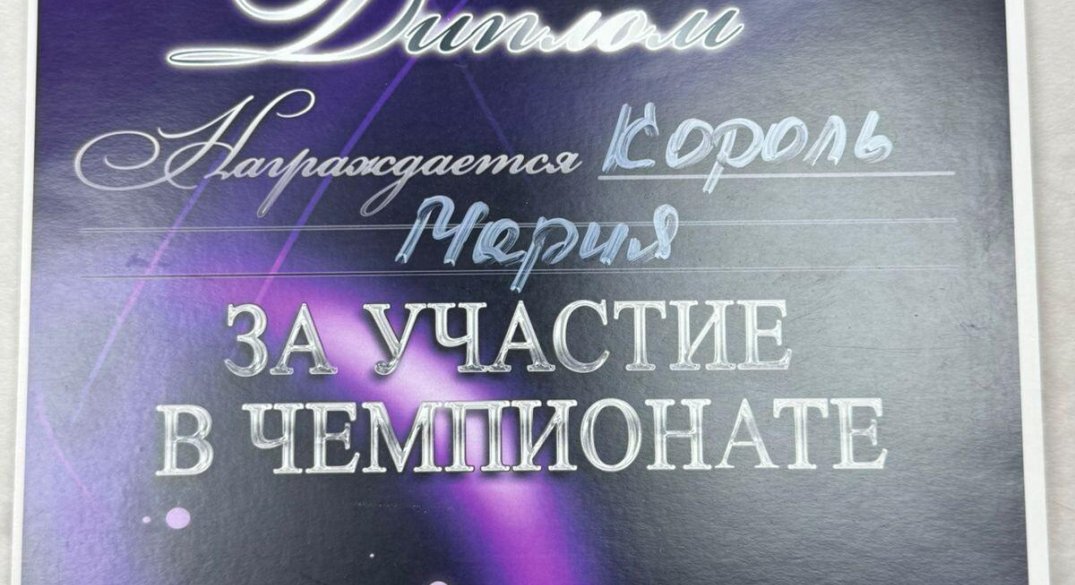 Диплом
Награждается Король
Мария
ЗА УЧАСТИЕ
В ЧЕМПИОНАТЕ